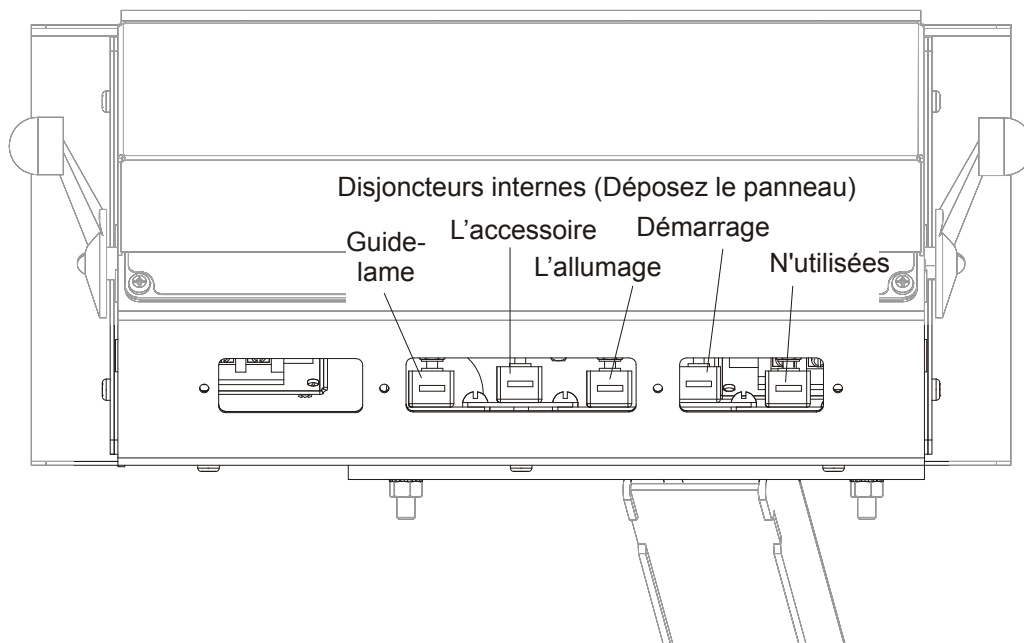 Disjoncteurs internes (Déposez le panneau)
Guide-
lame
L’accessoire
L’allumage
Démarrage
N'utilisées